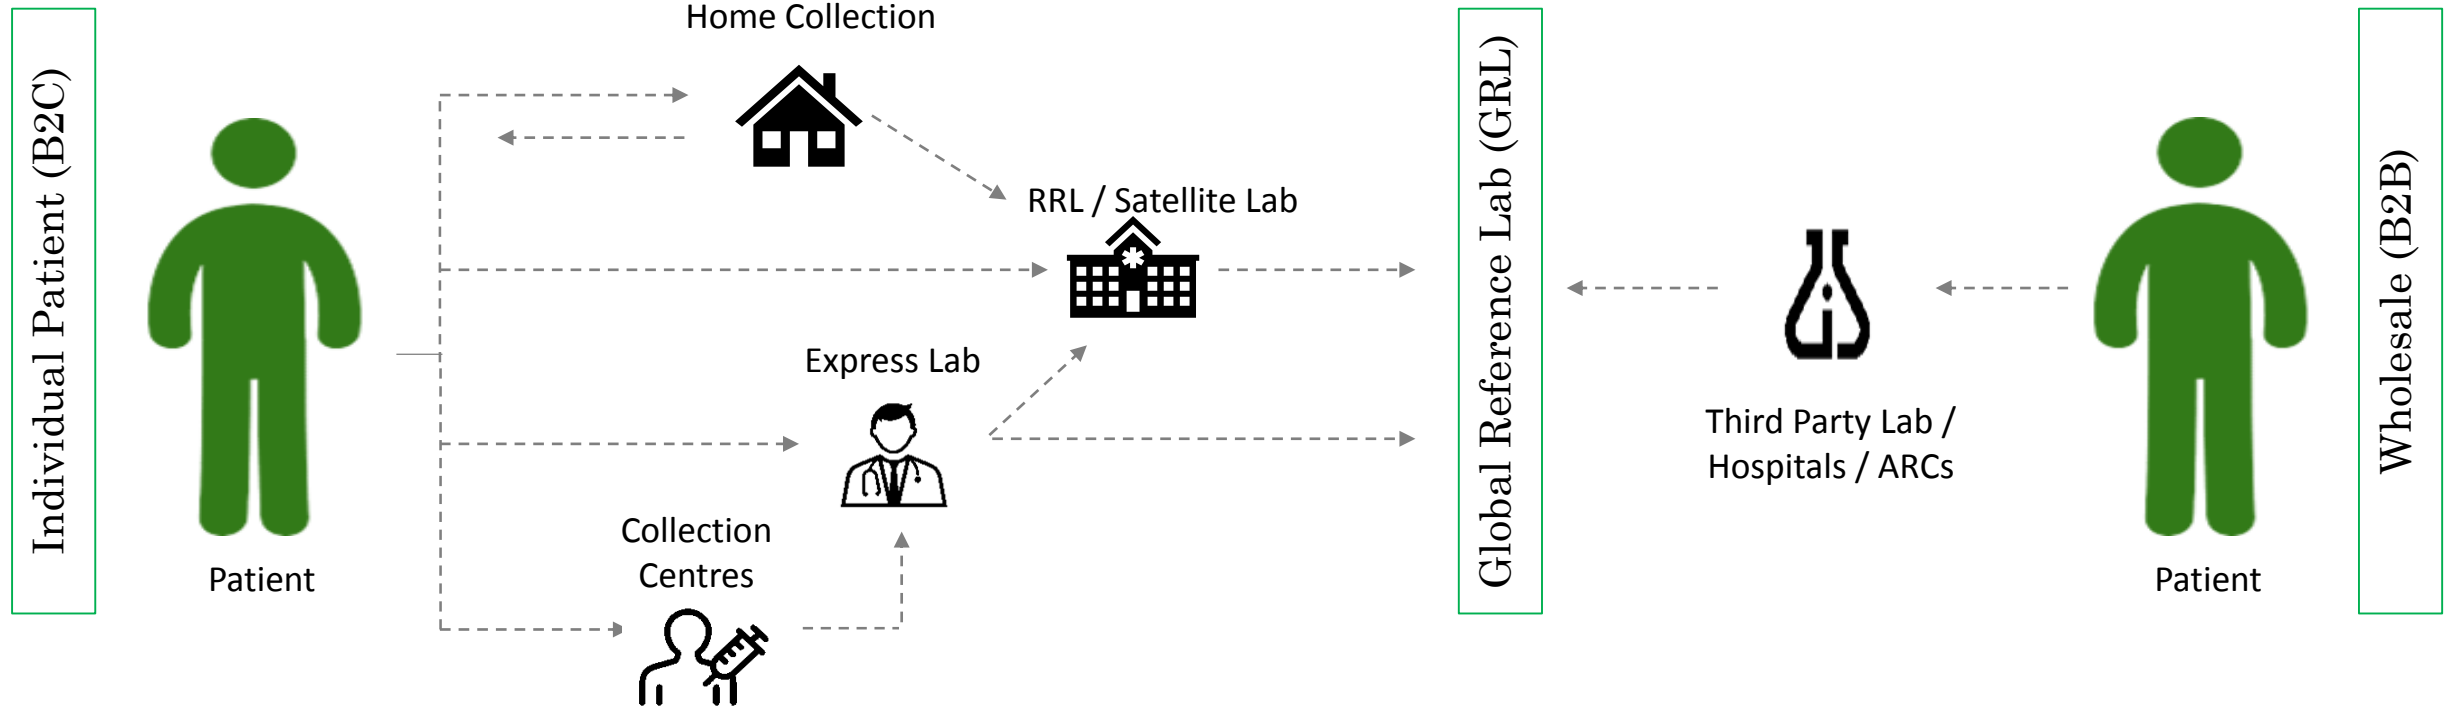 Individual Patient (B2C)
Patient
Home Collection
RRL / Satellite Lab
Express Lab
Collection
Centres
Global Reference Lab (GRL)
Third Party Lab /
Hospitals / ARCs
Patient
Wholesale (B2B)